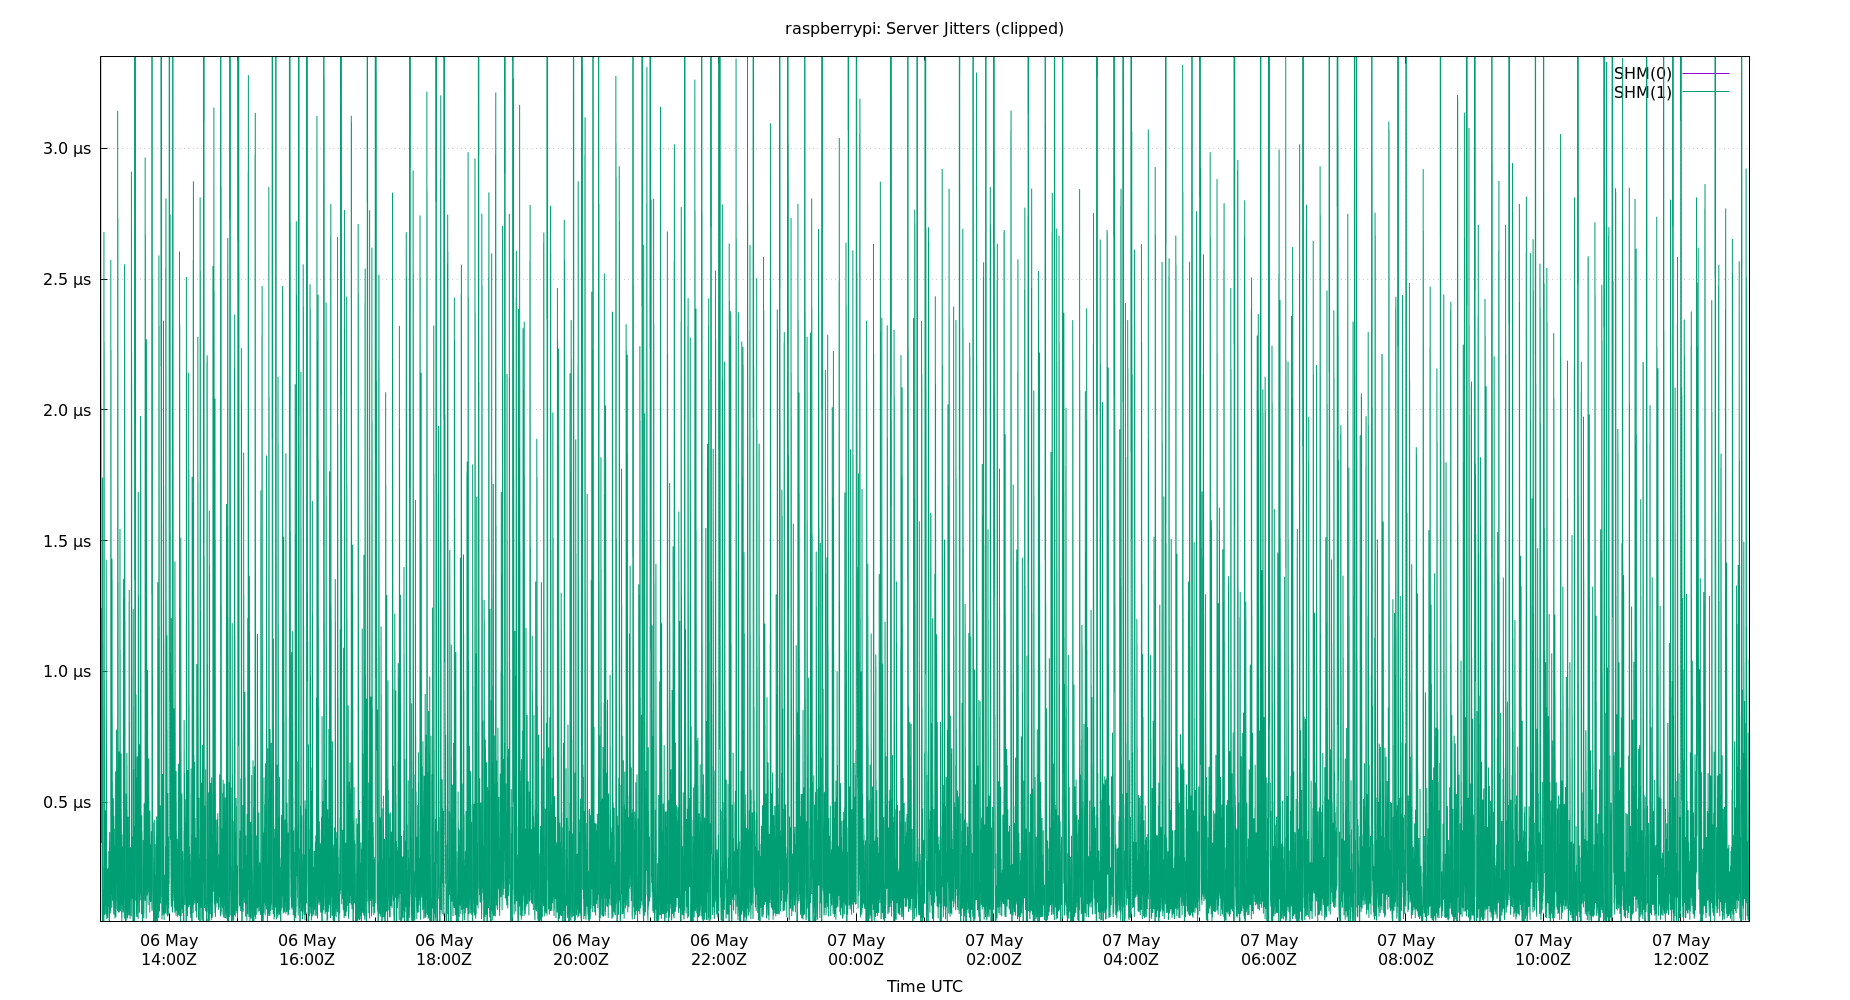 raspberrypi: Server Jitters (clipped)
SHM(0)
SHM(1)
3.0 µs
2.5 µs
2.0 µs
1.5 µs
1.0 µs
0.5 µs
06 May 06 May 06 May 06 May 06 May 07 May 07 May 07 May 07 May 07 May 07 May 07 May
14:00Z 16:00Z 18:00Z 20:00Z 22:00Z 00:00Z 02:00Z 04:00Z 06:00Z 08:00Z 10:00Z 12:00Z
Time UTC